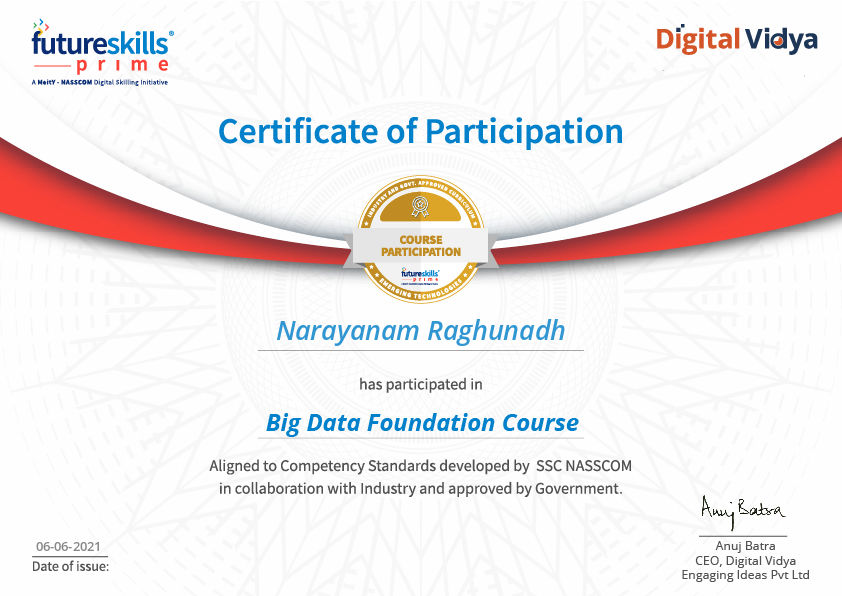 futureskills®
prime
A MeitY - NASSCOM Digital Skilling Initiative
Digital Vidya
Certificate of Participation
INDUSTRY AND GOVT. APPROVED CURRICULUM
COURSE
PARTICIPATION
futureskills
prime
EMERGING TECHNOLOGIES
Narayanam Raghunadh
has participated in
Big Data Foundation Course
Aligned to Competency Standards developed by SSC NASSCOM
in collaboration with Industry and approved by Government.
06-06-2021
Date of issue:
Anuj Batra
Anuj Batra
CEO, Digital Vidya
Engaging Ideas Pvt Ltd